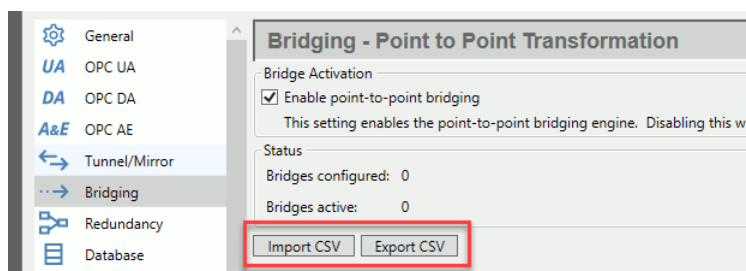 General
UA OPC UA
DA OPC DA
A&E OPC AE
Tunnel/Mirror
Bridging
Redundancy
Database
Bridging - Point to Point Transformation
Bridge Activation
Enable point-to-point bridging
This setting enables the point-to-point bridging engine. Disabling this w
Status
Bridges configured: 0
Bridges active: 0
Import CSV Export CSV